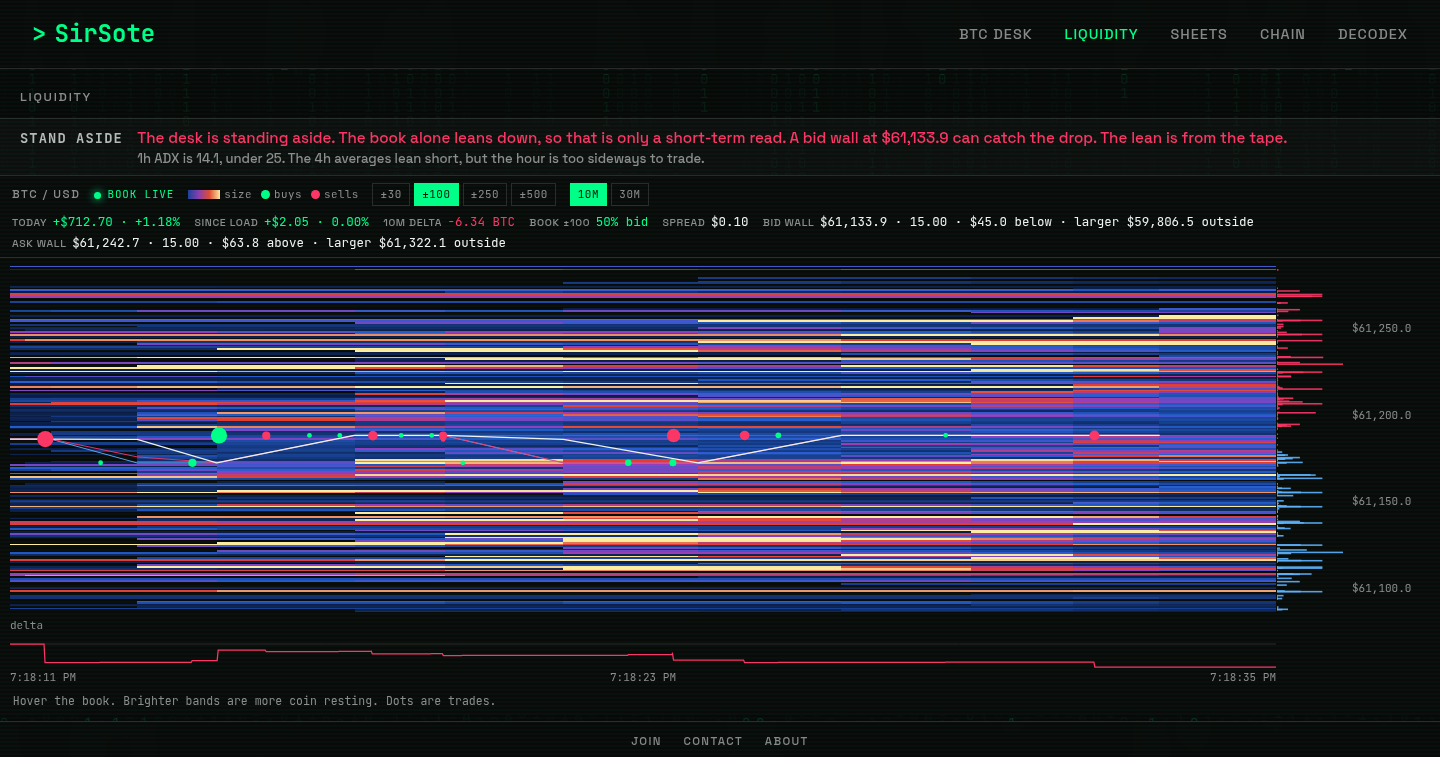 > SirSote
BTC DESK LIQUIDITY SHEETS CHAIN DECODEX
LIQUIDITY
STAND ASIDE The desk is standing aside. The book alone leans down, so that is only a short-term read. A bid wall at $61,133.9 can catch the drop. The lean is from the tape.
1h ADX is 14.1, under 25. The 4h averages lean short, but the hour is too sideways to trade.
BTC / USD BOOK LIVE size buys sells ±30 ±100 ±250 ±500 10M 30M
TODAY +$712.70 · +1.18% SINCE LOAD +$2.05 · 0.00% 10M DELTA -6.34 BTC BOOK ±100 50% bid SPREAD $0.10 BID WALL $61,133.9 · 15.00 · $45.0 below · larger $59,806.5 outside
ASK WALL $61,242.7 · 15.00 · $63.8 above · larger $61,322.1 outside
$61,250.0
$61,200.0
$61,150.0
$61,100.0
delta
7:18:11 PM 7:18:23 PM 7:18:35 PM
Hover the book. Brighter bands are more coin resting. Dots are trades.
JOIN CONTACT ABOUT